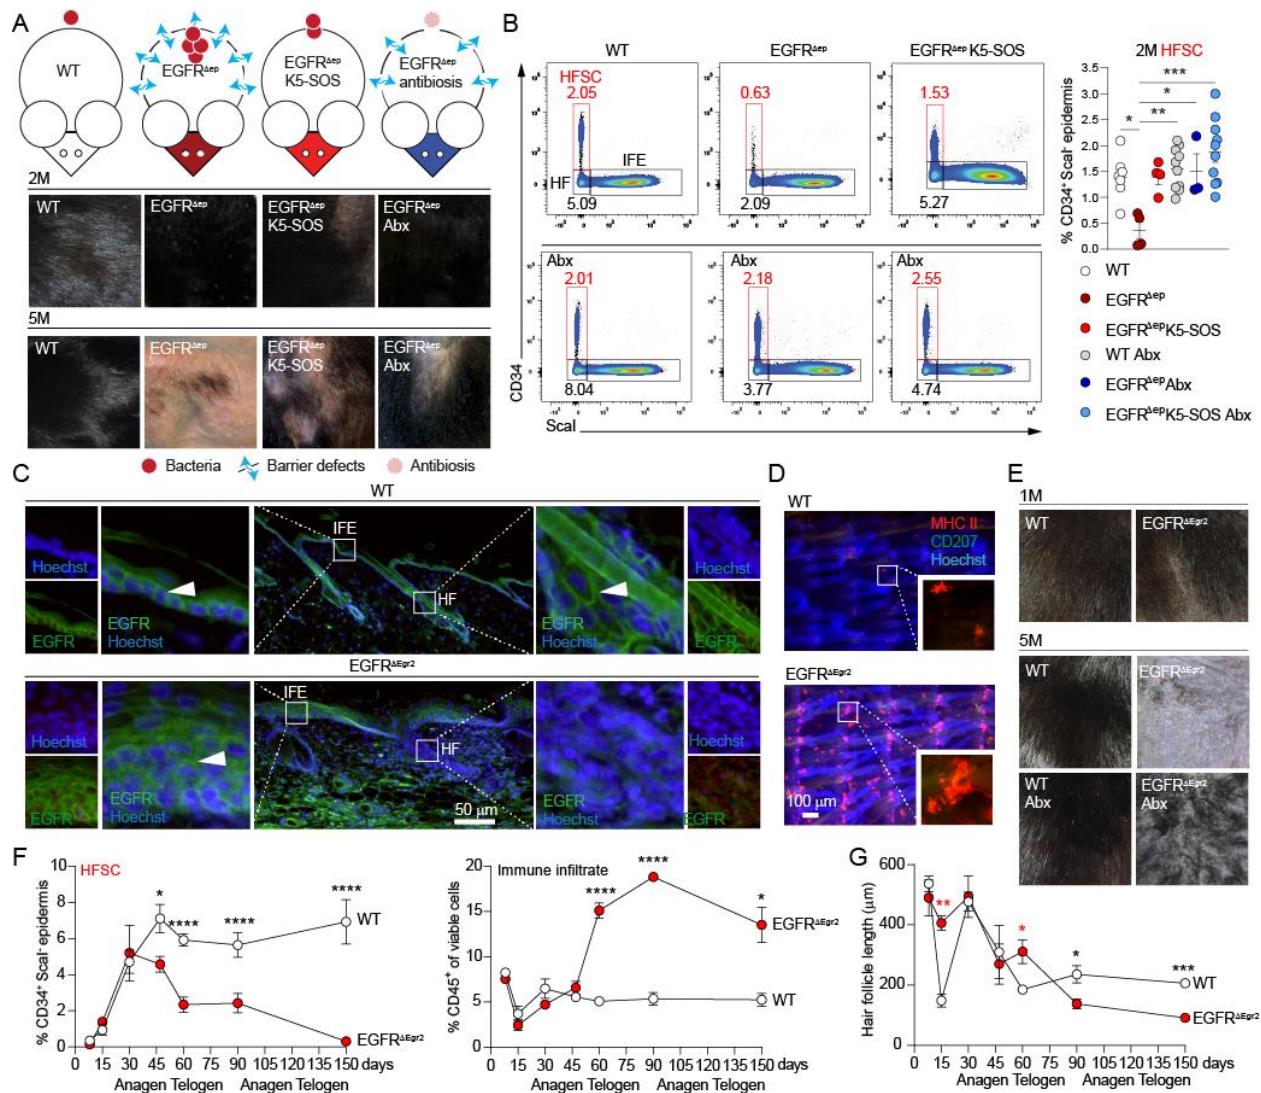 A
WT
EGFRΔep
EGFRΔep
K5-SOS
EGFRΔep
antibiosis
2M
WT
EGFRΔep
EGFRΔep
K5-SOS
EGFRΔep
Abx
5M
WT
EGFRΔep
EGFRΔep
K5-SOS
EGFRΔep
Abx
Bacteria
Barrier defects
Antibiosis
B
WT
EGFRΔep
EGFRΔep K5-SOS
HFSC
2.05
0.63
1.53
IFE
HF
5.09
2.09
5.27
Abx
Abx
Abx
2.01
2.18
2.55
8.04
3.77
4.74
CD34
ScaI
2M HFSC
***
*
**
*
% CD34+ ScaI- epidermis
3.5
3.0
2.5
2.0
1.5
1.0
0.5
0.0
WT
EGFRΔep
EGFRΔepK5-SOS
WT Abx
EGFRΔepAbx
EGFRΔepK5-SOS Abx
C
WT
Hoechst
EGFR
EGFR
Hoechst
IFE
HF
EGFR
Hoechst
Hoechst
EGFR
EGFRΔEgr2
Hoechst
EGFR
EGFR
Hoechst
IFE
HF
50 μm
EGFR
Hoechst
Hoechst
EGFR
D
WT
MHC II
CD207
Hoechst
EGFRΔEgr2
100 μm
E
1M
WT
EGFRΔEgr2
5M
WT
EGFRΔEgr2
WT
Abx
EGFRΔEgr2
Abx
F
HFSC
% CD34+ ScaI- epidermis
10
8
6
4
2
0
*
****
****
****
WT
EGFRΔEgr2
0 15 30 45 60 75 90 105 120 135 150 days
Anagen Telogen Anagen Telogen
Immune infiltrate
% CD45+ of viable cells
20
15
10
5
0
****
****
*
EGFRΔEgr2
WT
0 15 30 45 60 75 90 105 120 135 150 days
Anagen Telogen Anagen Telogen
G
Hair follicle length (μm)
600
400
200
0
**
*
*
***
WT
EGFRΔEgr2
0 15 30 45 60 75 90 105 120 135 150 days
Anagen Telogen Anagen Telogen